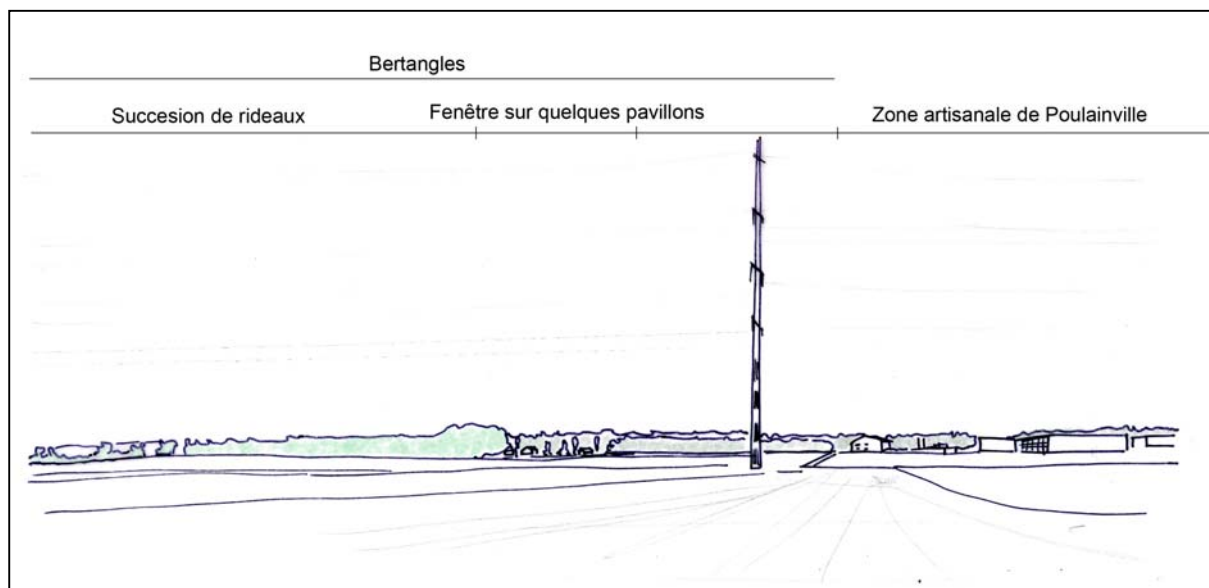 Bertangles
Succesion de rideaux
Fenêtre sur quelques pavillons
Zone artisanale de Poulainville